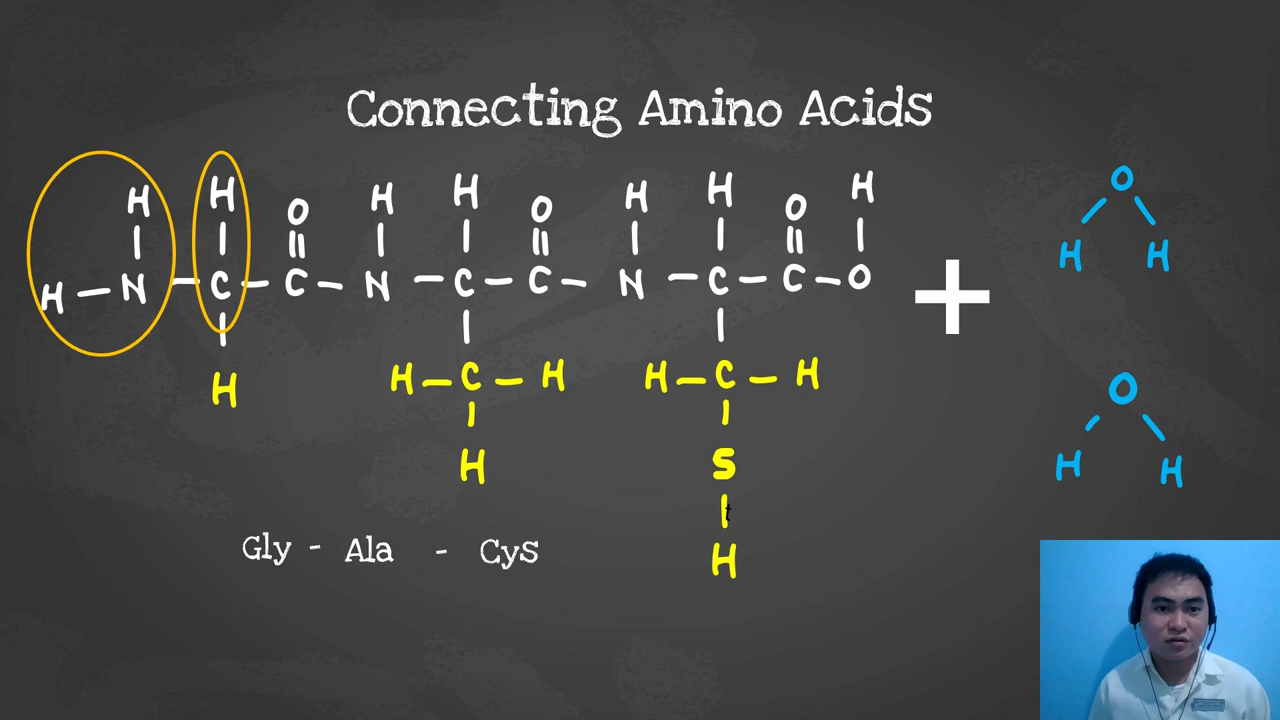 Connecting Amino Acids
H H O H H O H H O H
H – N – C – C – N – C – C – N – C – C – O
H H – C – H H – C – H
H S
H
Gly - Ala - Cys
+
O
H H
O
H H
t